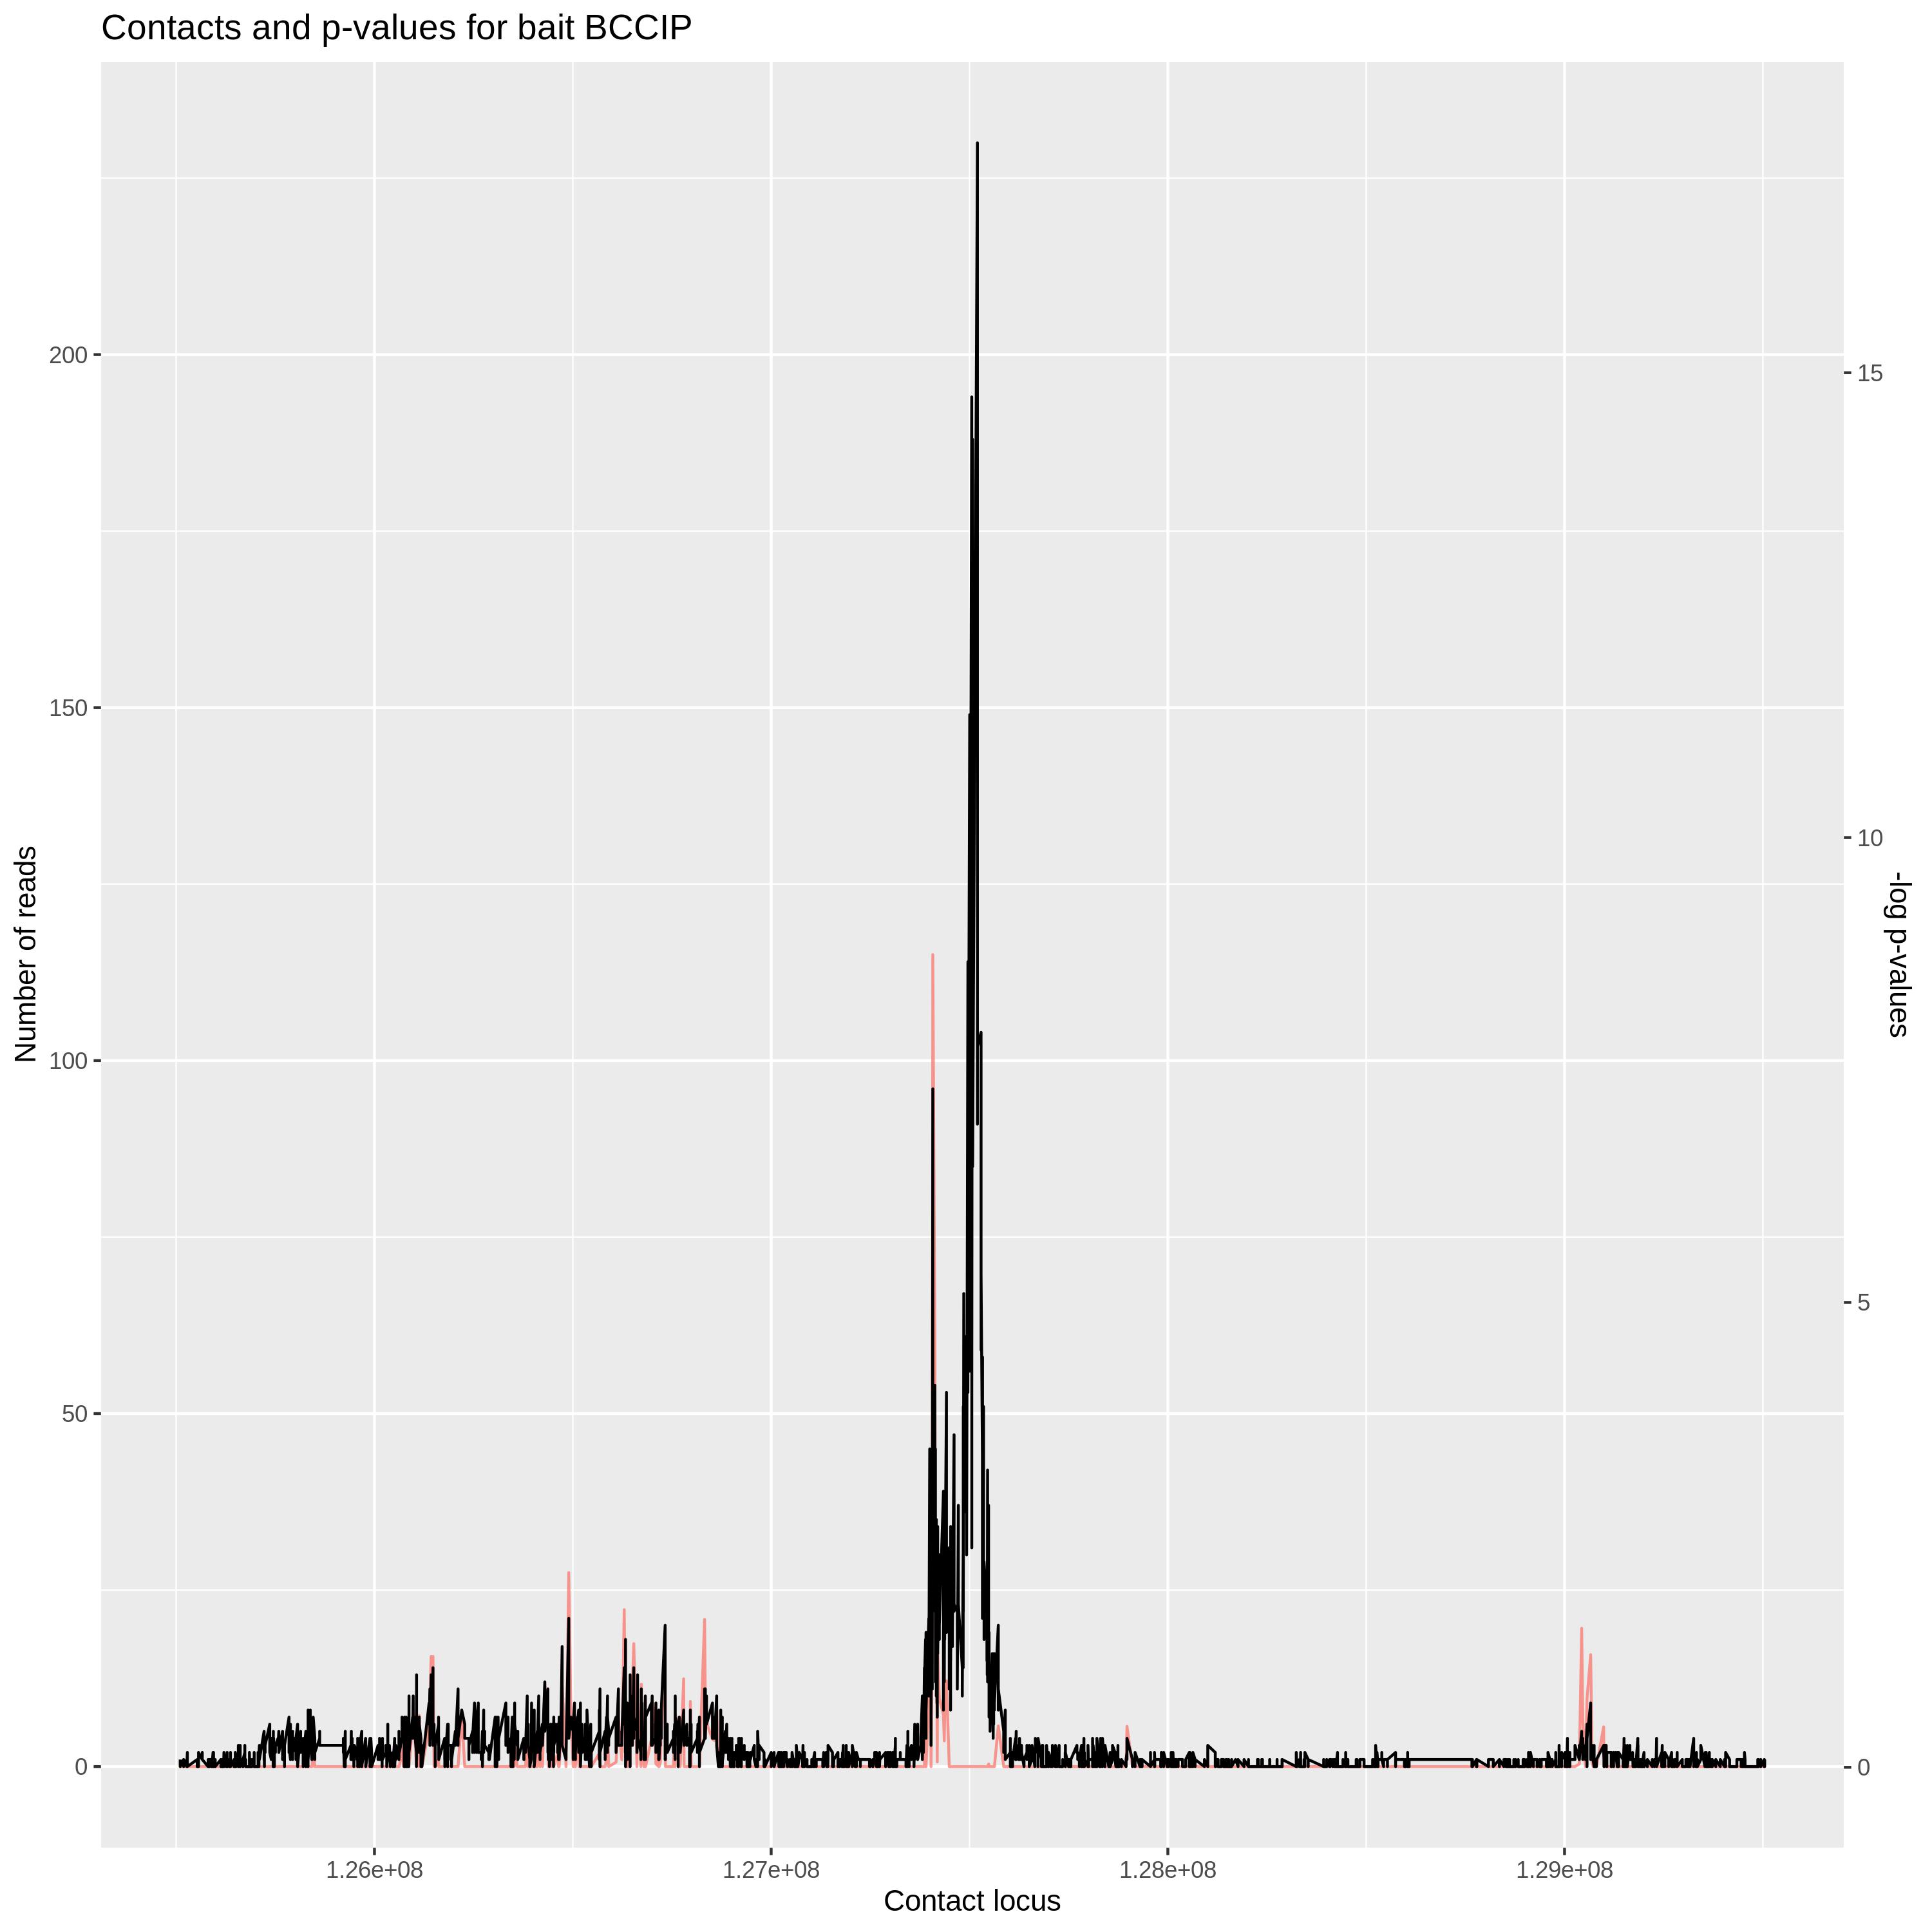 Contacts and p-values for bait BCCIP
Number of reads
200
150
100
50
0
15
10
5
0
-log p-values
1.26e+08
1.27e+08
1.28e+08
1.29e+08
Contact locus